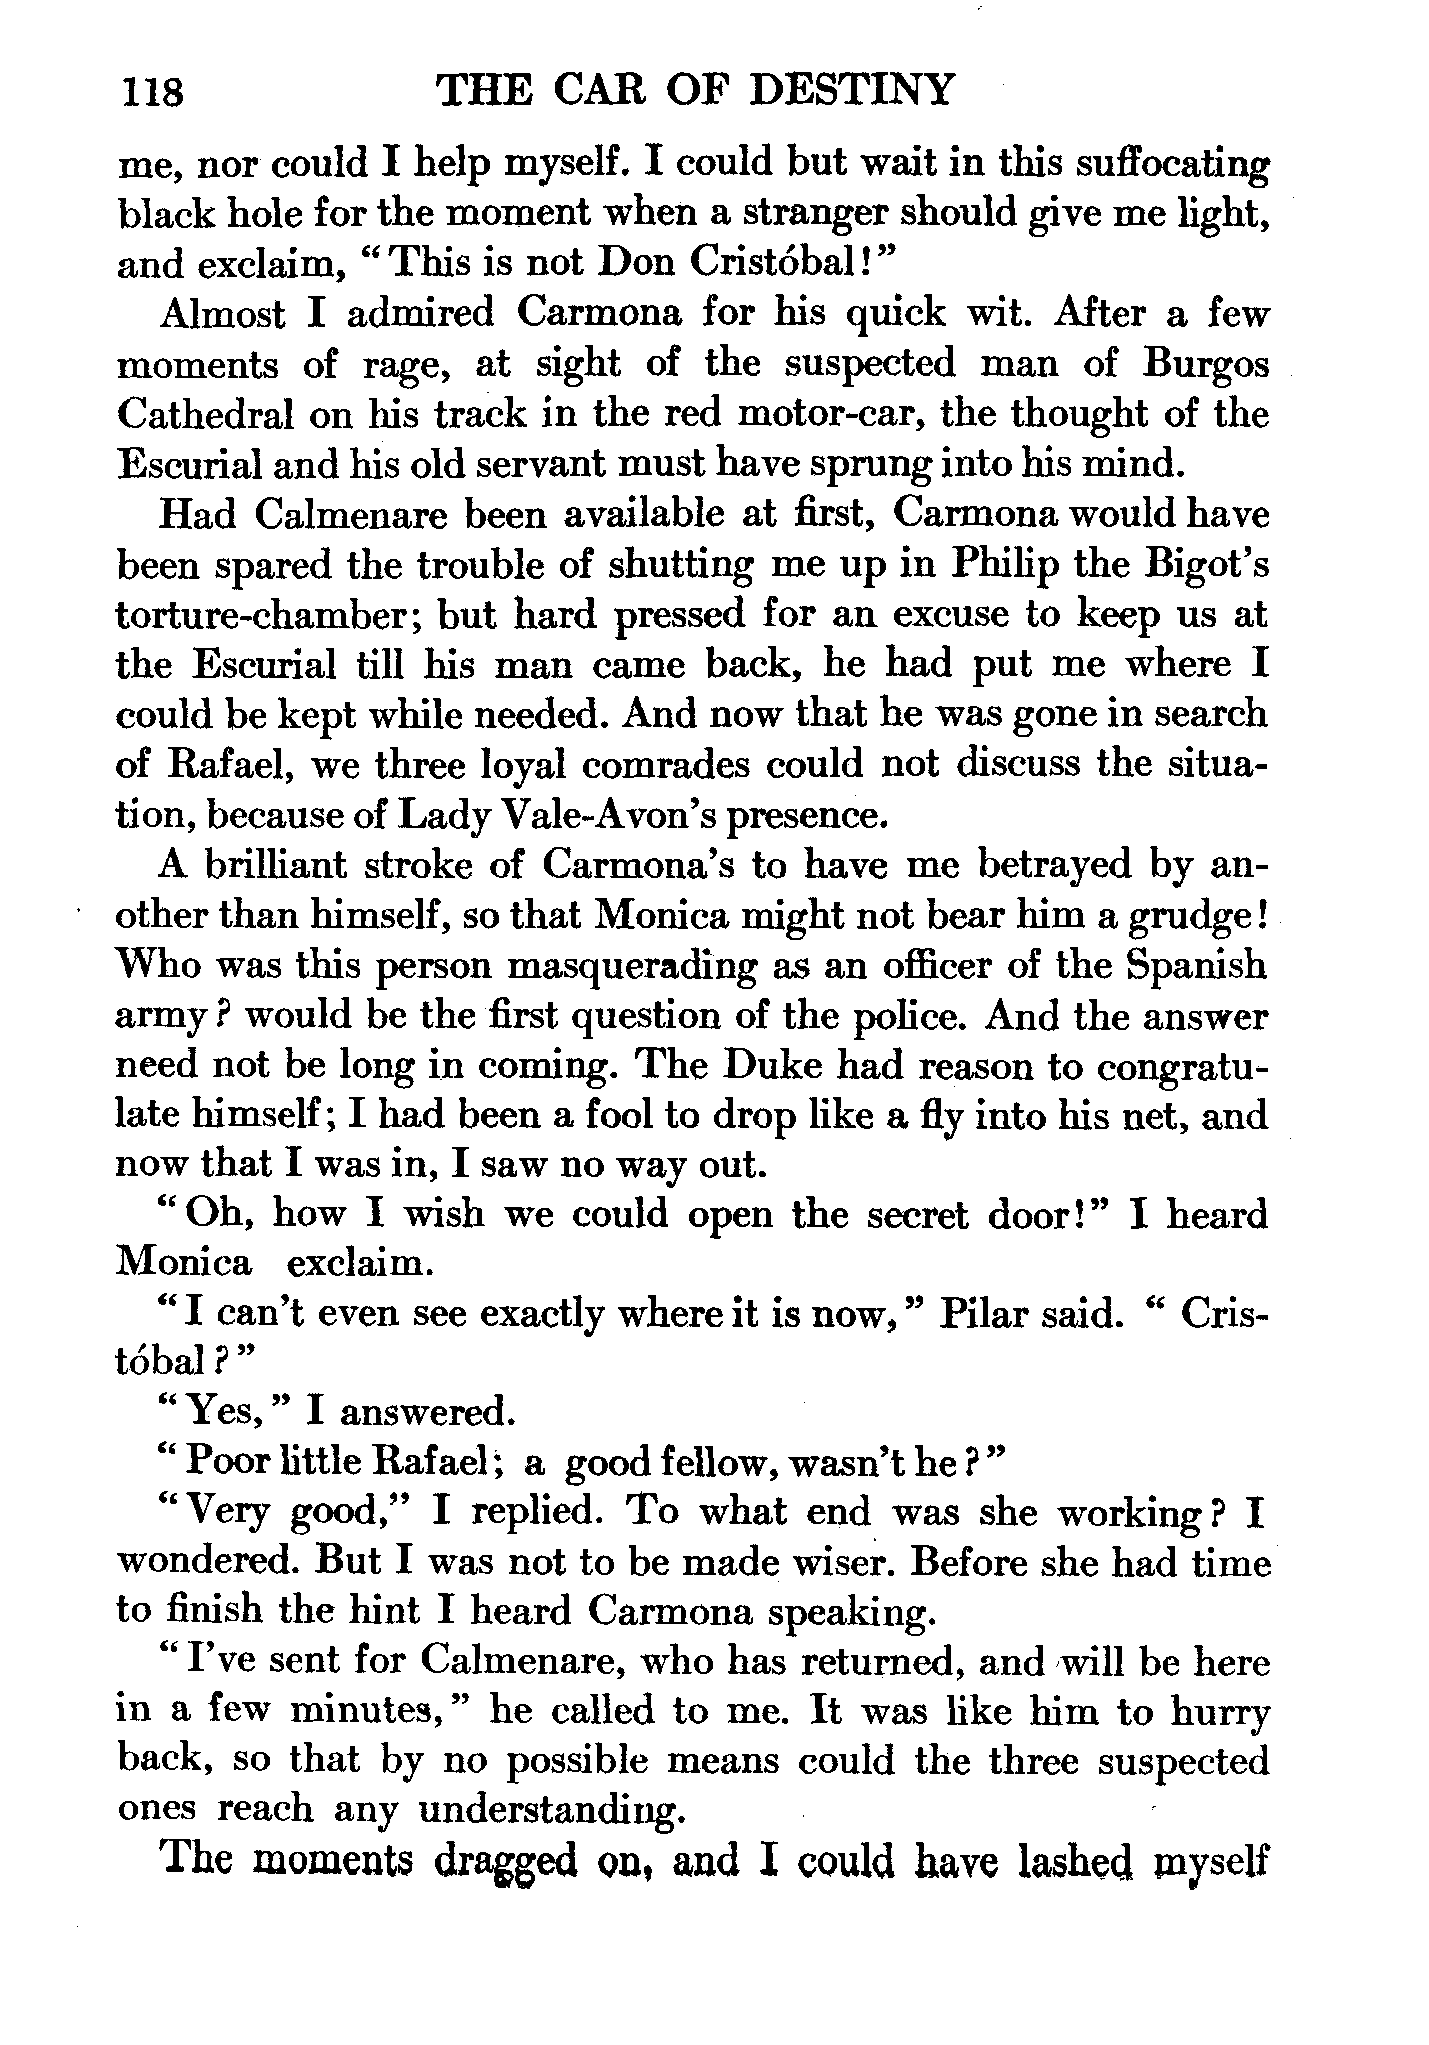 118 THE CAR OF DESTINY
me, nor could I help myself. I could but wait in this suffocating
black hole for the moment when a stranger should give me light,
and exclaim, “This is not Don Cristóbal!”
Almost I admired Carmona for his quick wit. After a few
moments of rage, at sight of the suspected man of Burgos
Cathedral on his track in the red motor-car, the thought of the
Escurial and his old servant must have sprung into his mind.
Had Calmenare been available at first, Carmona would have
been spared the trouble of shutting me up in Philip the Bigot’s
torture-chamber; but hard pressed for an excuse to keep us at
the Escurial till his man came back, he had put me where I
could be kept while needed. And now that he was gone in search
of Rafael, we three loyal comrades could not discuss the situa-
tion, because of Lady Vale-Avon’s presence.
A brilliant stroke of Carmona’s to have me betrayed by an-
other than himself, so that Monica might not bear him a grudge!
Who was this person masquerading as an officer of the Spanish
army? would be the first question of the police. And the answer
need not be long in coming. The Duke had reason to congratu-
late himself; I had been a fool to drop like a fly into his net, and
now that I was in, I saw no way out.
“Oh, how I wish we could open the secret door!” I heard
Monica exclaim.
“I can’t even see exactly where it is now,” Pilar said. “Cris-
tóbal?”
“Yes,” I answered.
“Poor little Rafael; a good fellow, wasn’t he?”
“Very good,” I replied. To what end was she working? I
wondered. But I was not to be made wiser. Before she had time
to finish the hint I heard Carmona speaking.
“I’ve sent for Calmenare, who has returned, and will be here
in a few minutes,” he called to me. It was like him to hurry
back, so that by no possible means could the three suspected
ones reach any understanding.
The moments dragged on, and I could have lashed myself